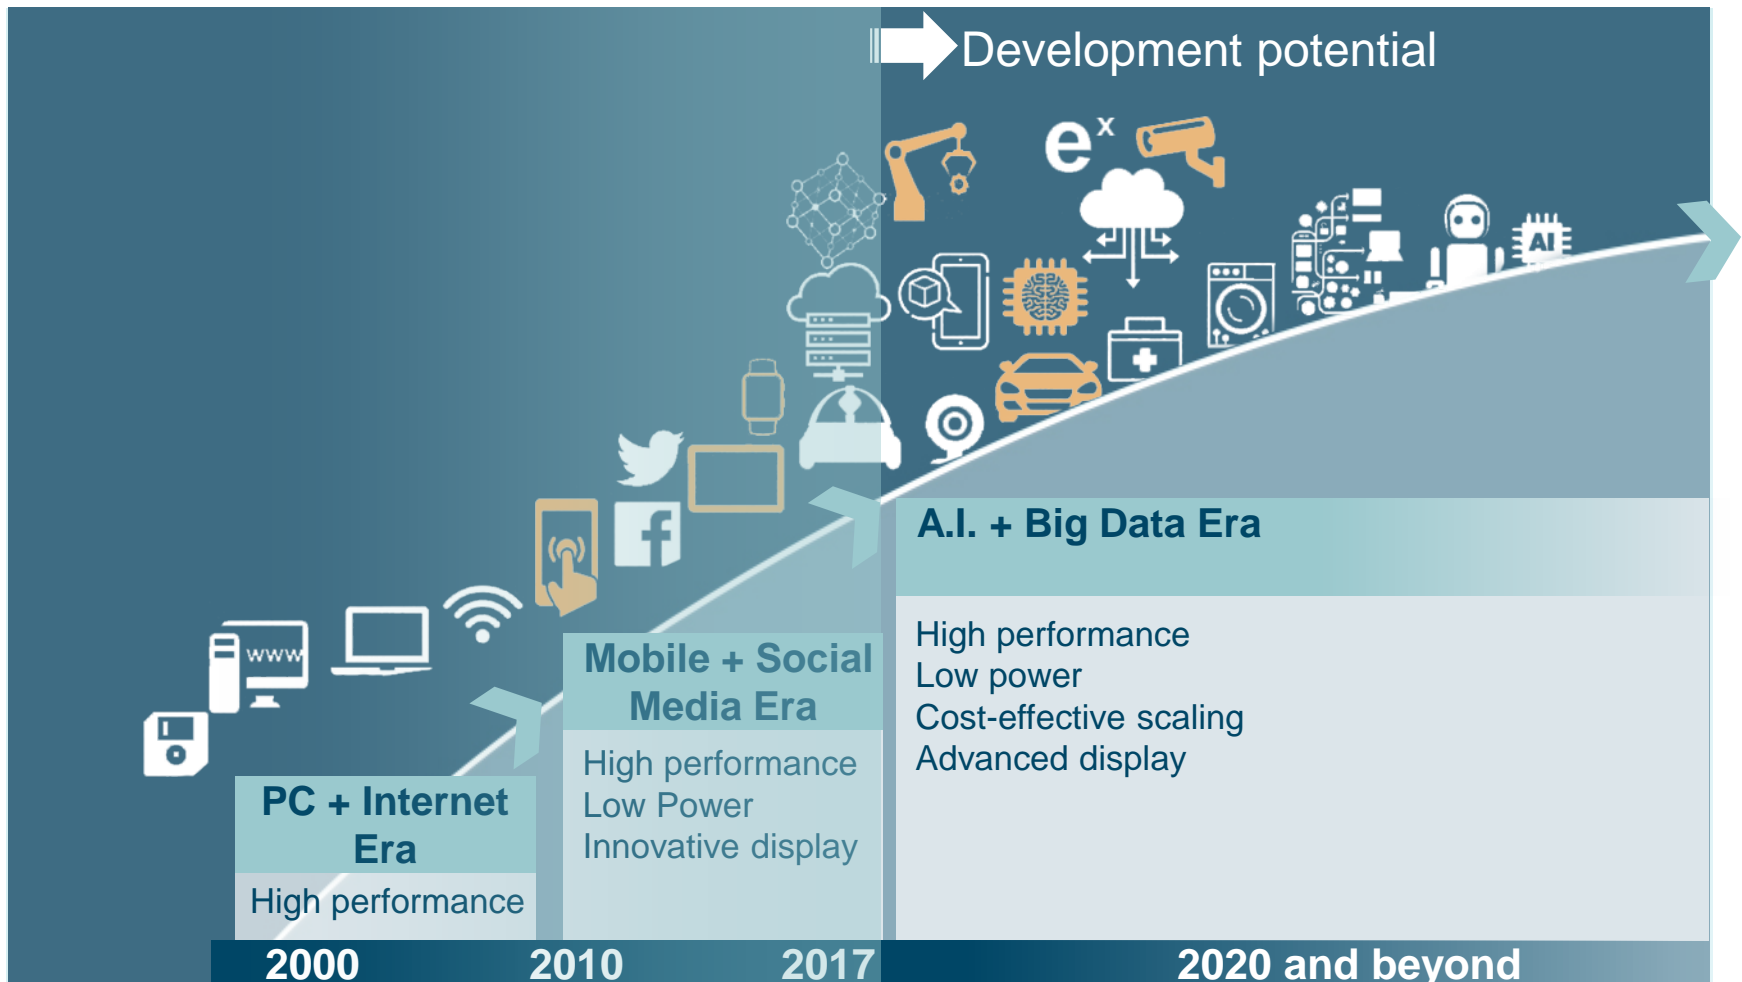 Development potential
e x
AI
www
A.I. + Big Data Era
High performance
Low power
Cost-effective scaling
Advanced display
Mobile + Social
Media Era
High performance
Low Power
Innovative display
PC + Internet
Era
High performance
2000
2010
2017
2020 and beyond